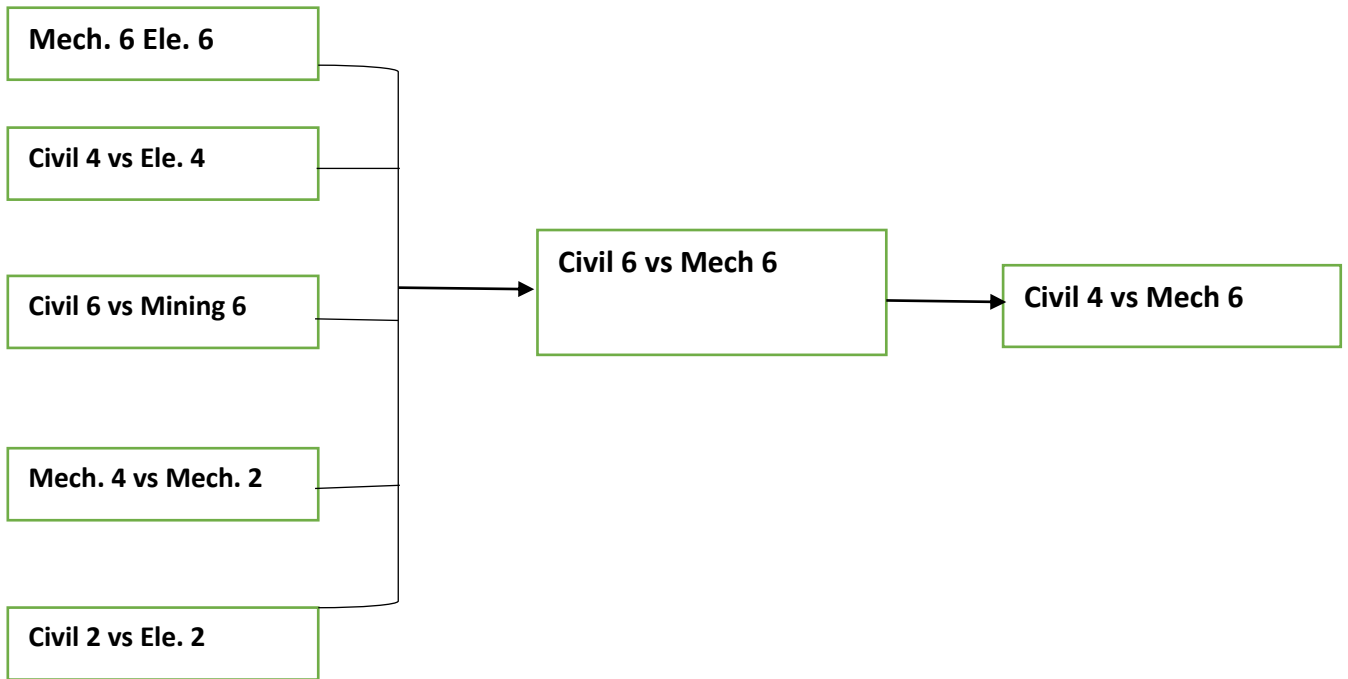 Mech. 6 Ele. 6
Civil 4 vs Ele. 4
Civil 6 vs Mining 6
Mech. 4 vs Mech. 2
Civil 2 vs Ele. 2
Civil 6 vs Mech 6
Civil 4 vs Mech 6